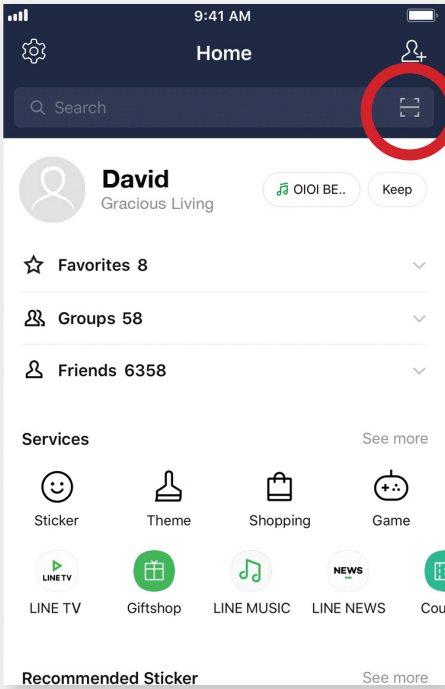 9:41 AM
Home
Search
David
Gracious Living
OIOI BE..
Keep
Favorites 8
Groups 58
Friends 6358
Services See more
Sticker Theme Shopping Game
LINE TV NEWS
LINE TV Giftshop LINE MUSIC LINE NEWS Cou
Recommended Sticker See more